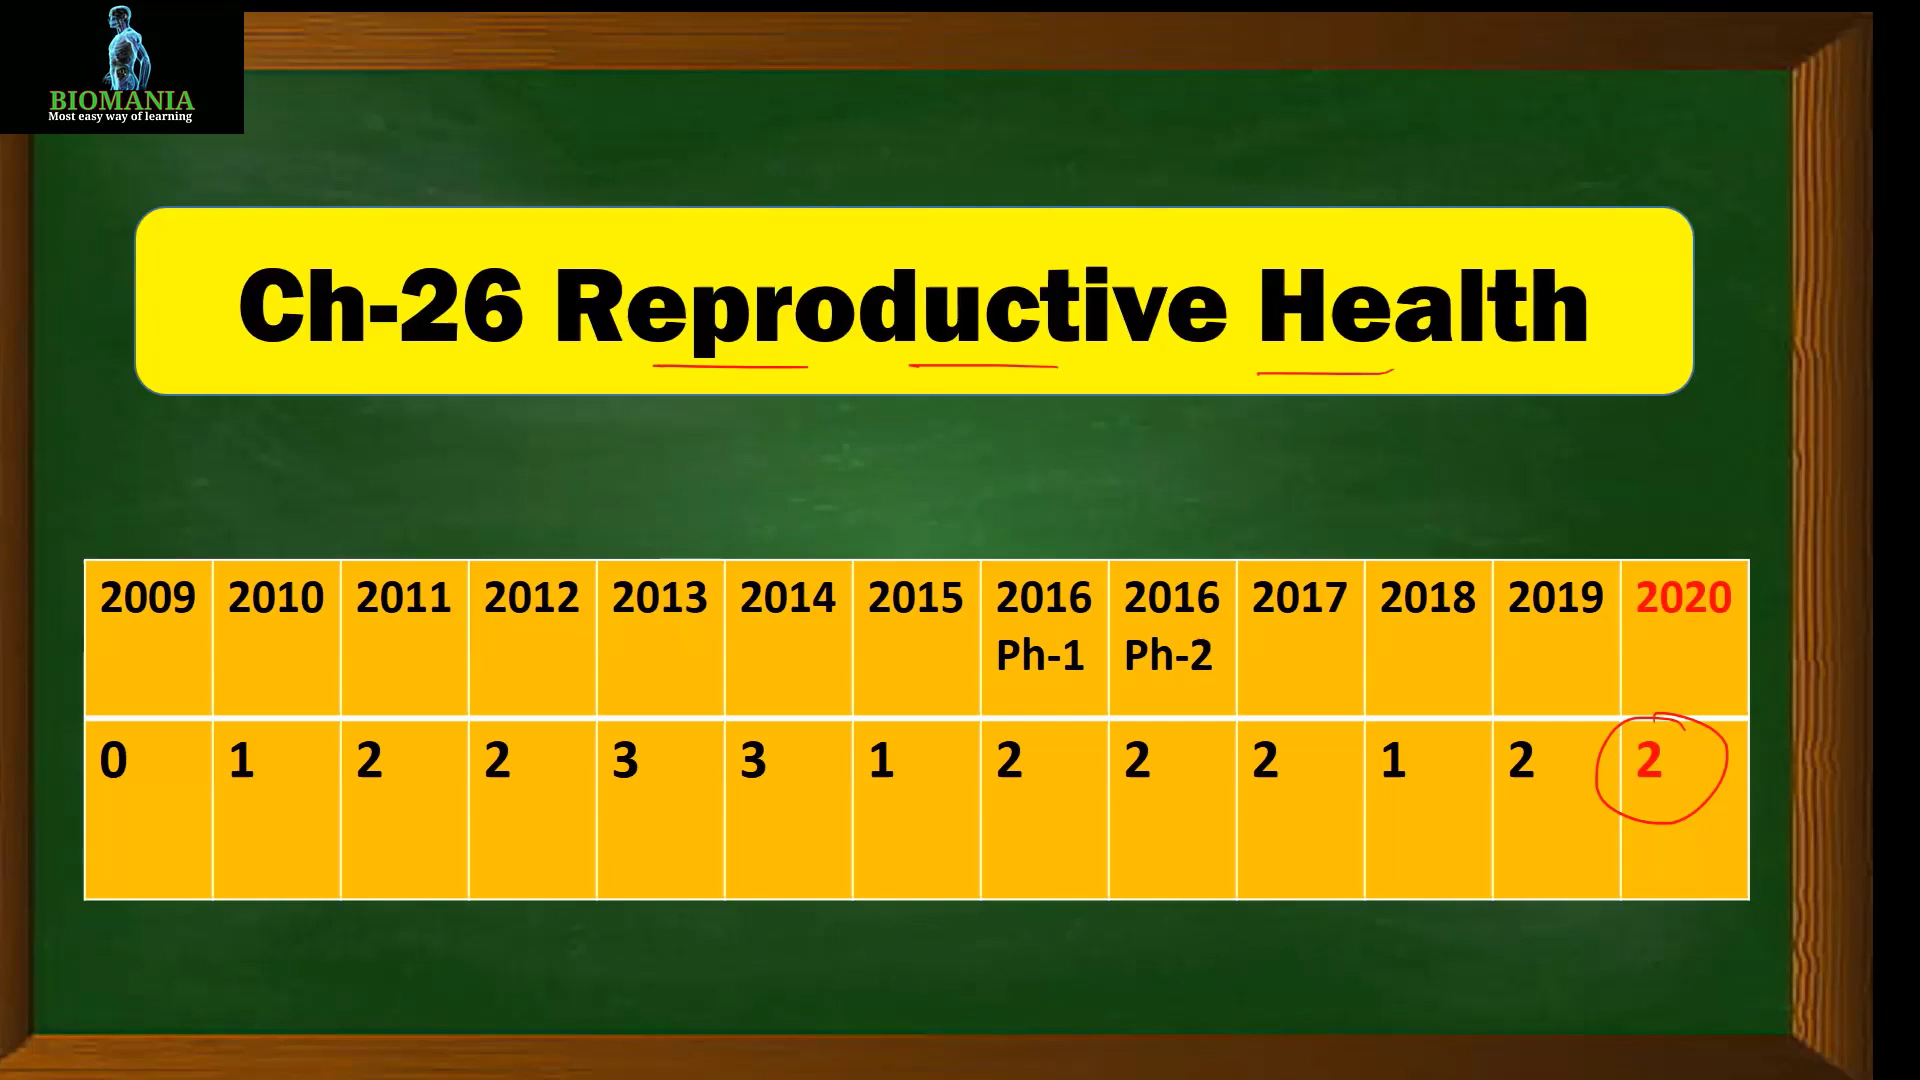 BIOMANIA
Most easy way of learning
Ch-26 Reproductive Health
2009 2010 2011 2012 2013 2014 2015 2016 2016 2017 2018 2019 2020
Ph-1 Ph-2
0 1 2 2 3 3 1 2 2 2 1 2 2